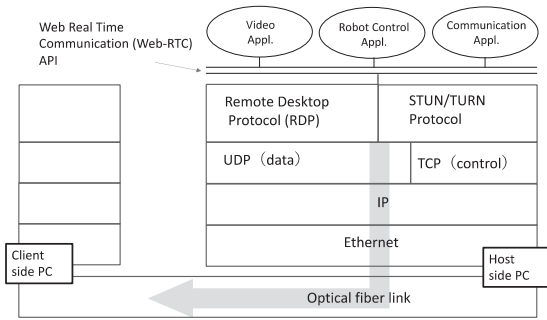 Web Real Time
Communication (Web-RTC)
API
Video
Appl.
Robot Control
Appl.
Communication
Appl.
Remote Desktop
Protocol (RDP)
STUN/TURN
Protocol
UDP（data）
TCP（control）
IP
Ethernet
Client
side PC
Host
side PC
Optical fiber link